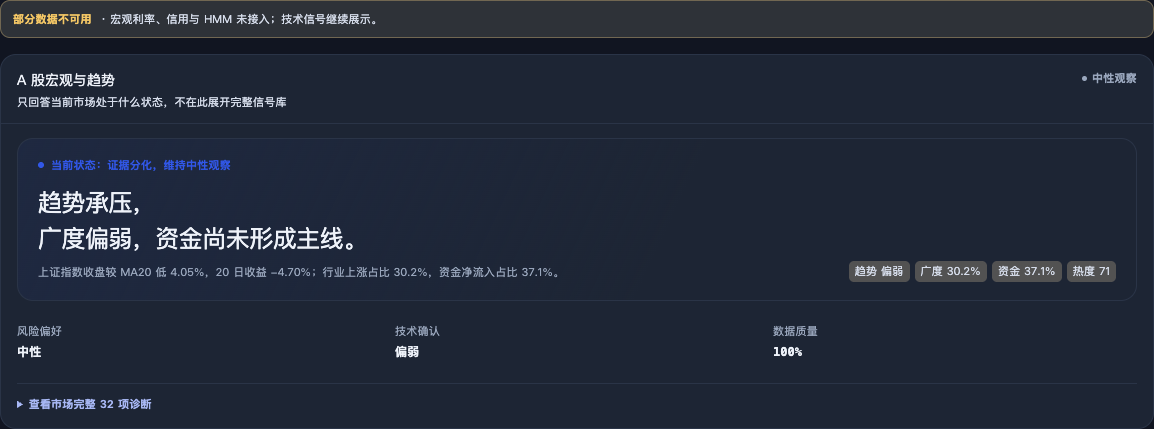 部分数据不可用 · 宏观利率、信用与 HMM 未接入；技术信号继续展示。
A 股宏观与趋势
中性观察
只回答当前市场处于什么状态，不在此展开完整信号库
当前状态：证据分化，维持中性观察
趋势承压，
广度偏弱，资金尚未形成主线。
上证指数收盘较 MA20 低 4.05%，20 日收益 −4.70%；行业上涨占比 30.2%，资金净流入占比 37.1%。
趋势 偏弱 广度 30.2% 资金 37.1% 热度 71
风险偏好 技术确认 数据质量
中性 偏弱 100%
查看市场完整 32 项诊断